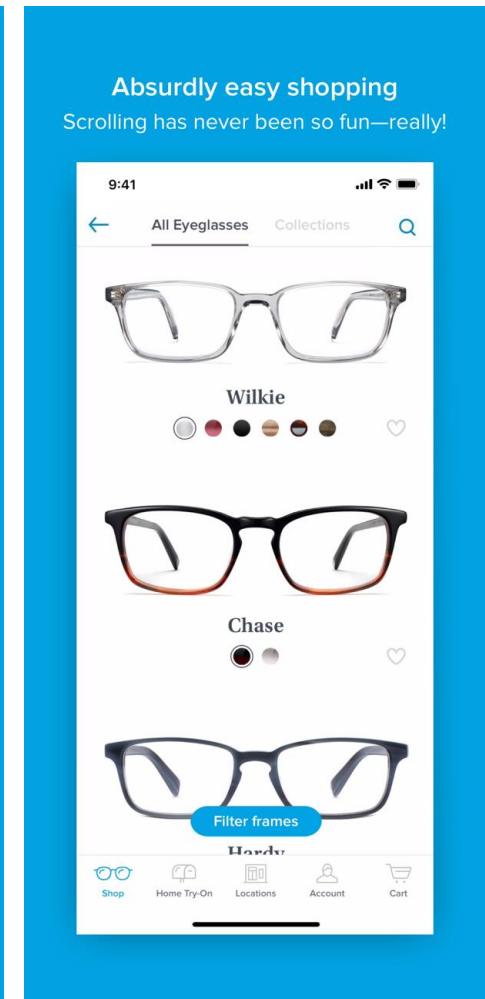 Absurdly easy shopping
Scrolling has never been so fun—really!
9:41
All Eyeglasses Collections
Wilkie
Chase
Filter frames
Hardy
Shop Home Try-On Locations Account Cart